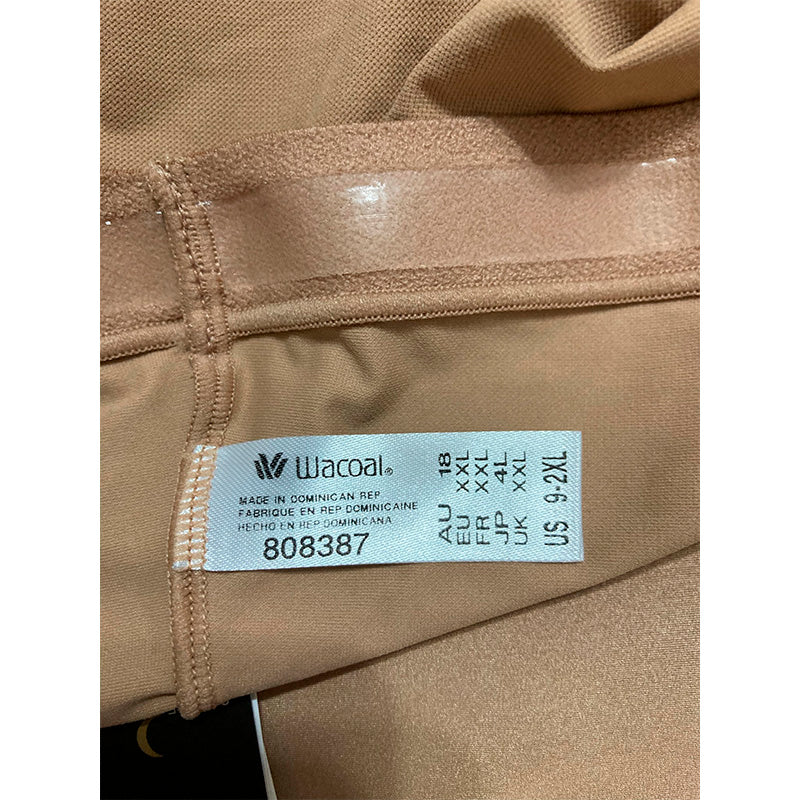 Wacoal®
MADE IN DOMINICAN REP
FABRIQUE EN REP DOMINICAINE
HECHO EN REP DOMINICANA
808387
AU 18
EU XXL
FR XXL
JP 4L
UK XXL
US 9-2XL